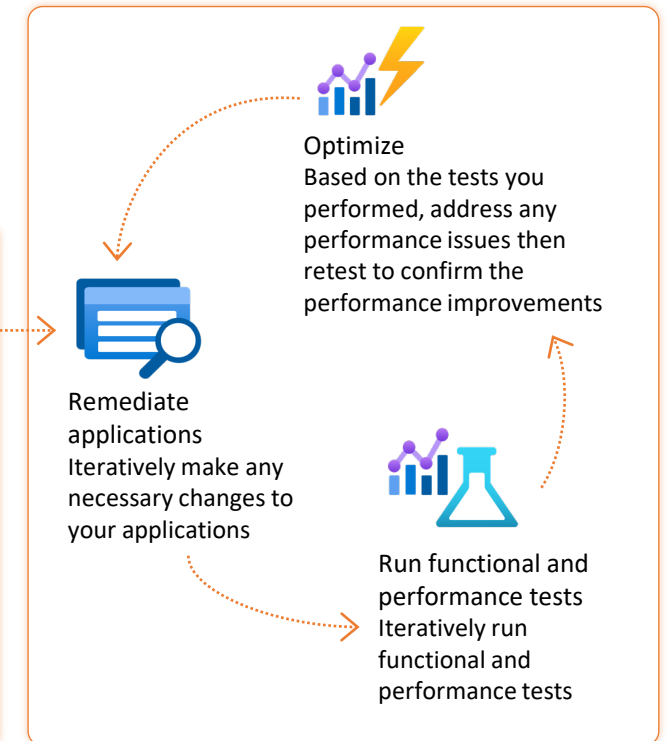 Optimize
Based on the tests you
performed, address any
performance issues then
retest to confirm the
performance improvements
Remediate
applications
Iteratively make any
necessary changes to
your applications
Run functional and
performance tests
Iteratively run
functional and
performance tests